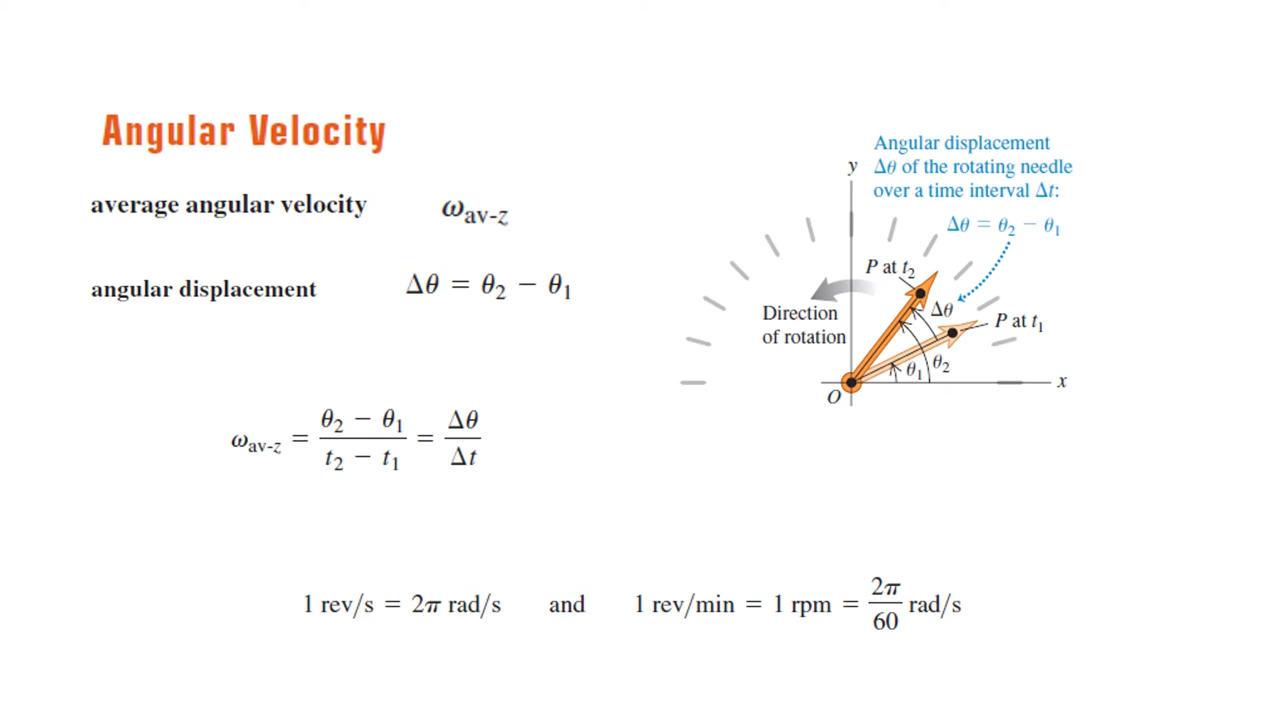 Angular Velocity
average angular velocity ω_av-z
angular displacement Δθ = θ₂ − θ₁
ω_av-z = (θ₂ − θ₁)/(t₂ − t₁) = Δθ/Δt
Angular displacement
Δθ of the rotating needle
over a time interval Δt:
Δθ = θ₂ − θ₁
y
P at t₂
Δθ
P at t₁
Direction
of rotation
θ₁
θ₂
O
x
1 rev/s = 2π rad/s and 1 rev/min = 1 rpm = 2π/60 rad/s